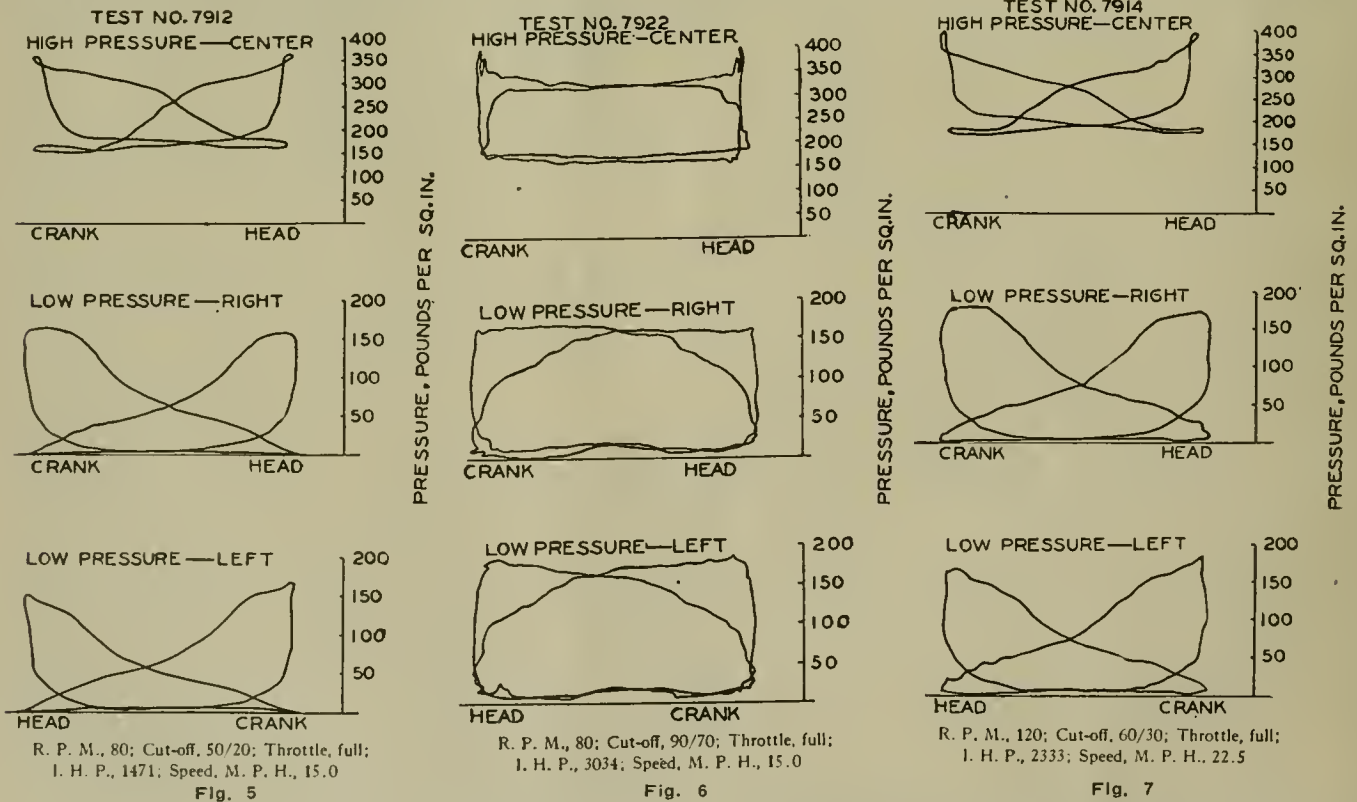 TEST NO. 7912
HIGH PRESSURE—CENTER
400
350
300
250
200
150
100
50
CRANK HEAD
LOW PRESSURE—RIGHT
200
150
100
50
CRANK HEAD
LOW PRESSURE—LEFT
200
150
100
50
HEAD CRANK
R. P. M., 80; Cut-off, 50/20; Throttle, full;
I. H. P., 1471; Speed, M. P. H., 15.0
Fig. 5
PRESSURE, POUNDS PER SQ. IN.
TEST NO. 7922
HIGH PRESSURE—CENTER
400
350
300
250
200
150
100
50
CRANK HEAD
LOW PRESSURE—RIGHT
200
150
100
50
CRANK HEAD
LOW PRESSURE—LEFT
200
150
100
50
HEAD CRANK
R. P. M., 80; Cut-off, 90/70; Throttle, full;
I. H. P., 3034; Speed, M. P. H., 15.0
Fig. 6
PRESSURE, POUNDS PER SQ. IN.
TEST NO. 7914
HIGH PRESSURE—CENTER
400
350
300
250
200
150
100
50
CRANK HEAD
LOW PRESSURE—RIGHT
200
150
100
50
CRANK HEAD
LOW PRESSURE—LEFT
200
150
100
50
HEAD CRANK
R. P. M., 120; Cut-off, 60/30; Throttle, full;
I. H. P., 2333; Speed, M. P. H., 22.5
Fig. 7
PRESSURE, POUNDS PER SQ. IN.